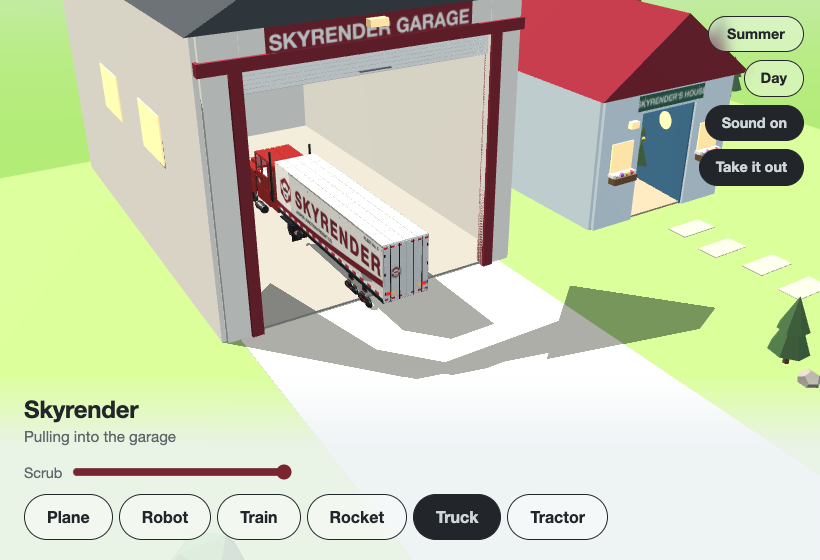 SKYRENDER GARAGE
Summer
Day
SKYRENDER'S HOUSE
Sound on
Take it out
SKYRENDER
Skyrender
Pulling into the garage
Scrub
Plane
Robot
Train
Rocket
Truck
Tractor